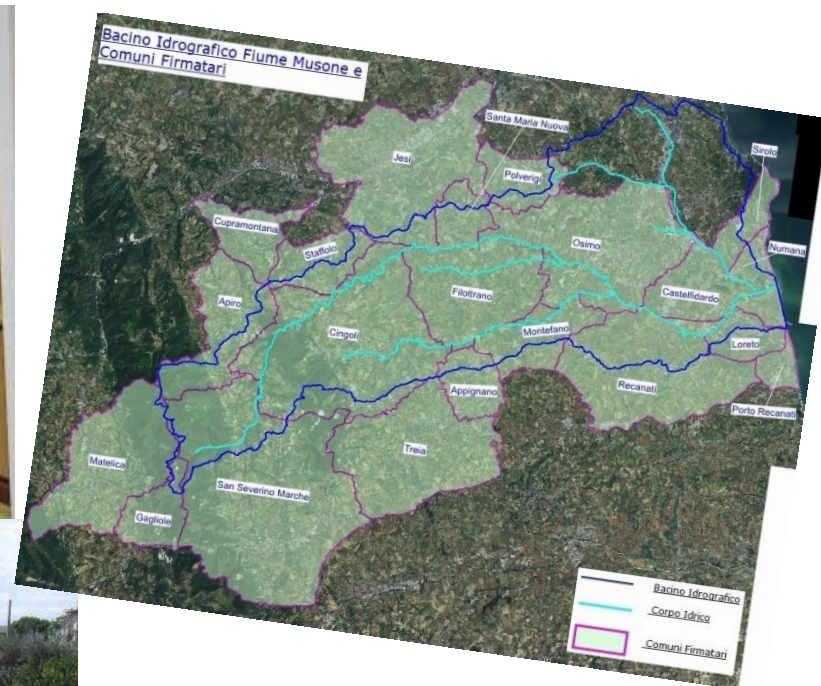 Bacino Idrografico Fiume Musone e
Comuni Firmatari
Santa Maria Nuova
Sirolo
Jesi
Polverigi
Cupramontana
Staffolo
Osimo
Numana
Apiro
Filottrano
Castelfidardo
Cingoli
Montefano
Loreto
Recanati
Appignano
Porto Recanati
Treia
Matelica
San Severino Marche
Gagliole
Bacino Idrografico
Corpo Idrico
Comuni Firmatari